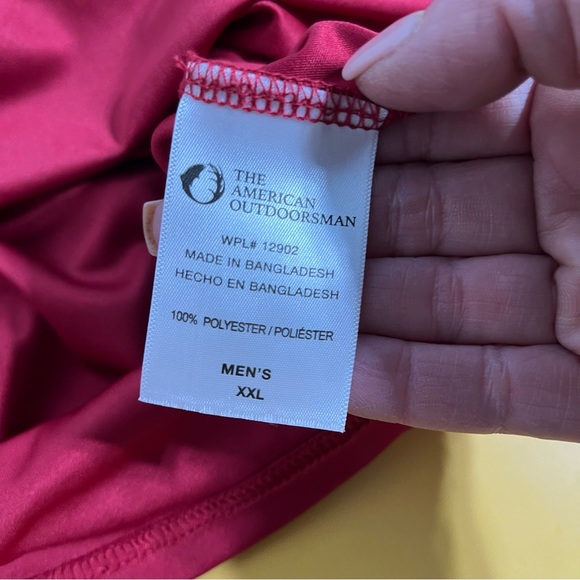 THE
AMERICAN
OUTDOORSMAN
WPL# 12902
MADE IN BANGLADESH
HECHO EN BANGLADESH
100% POLYESTER / POLIÉSTER
MEN'S
XXL